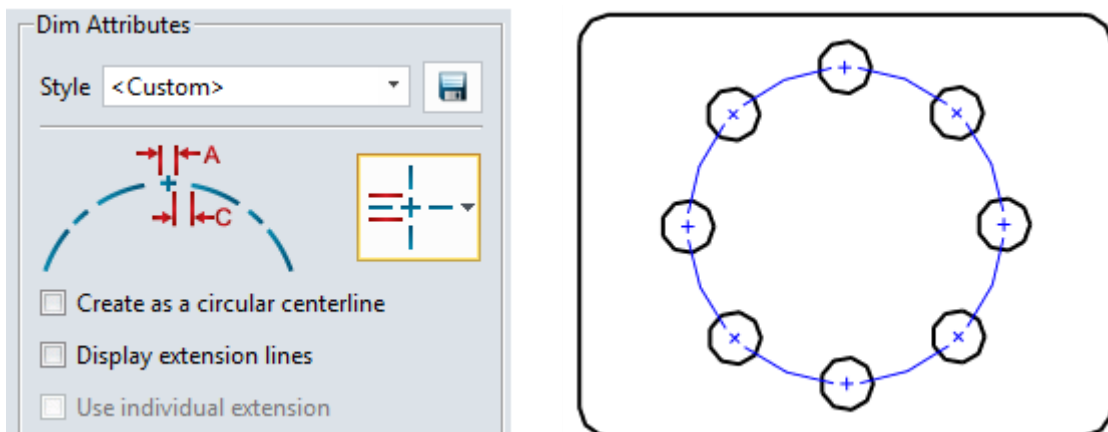 Dim Attributes
Style <Custom>
A
C
Create as a circular centerline
Display extension lines
Use individual extension